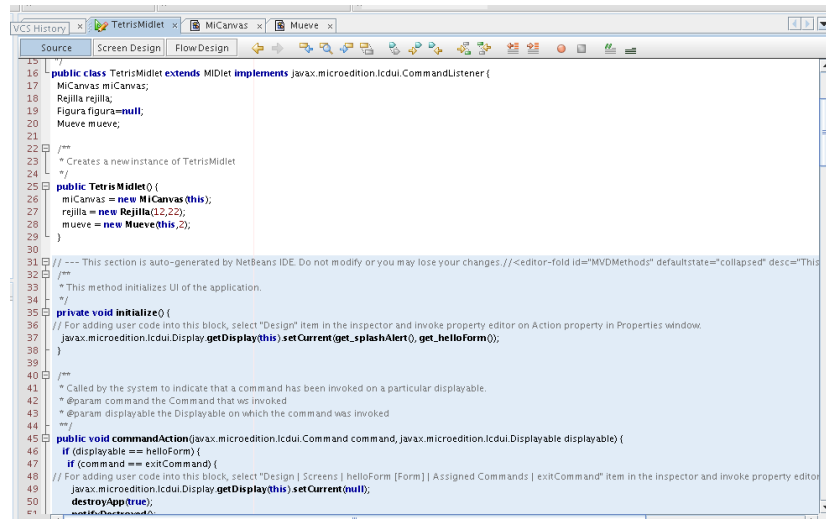 VCS History × TetrisMidlet × MiCanvas × Mueve ×
Source Screen Design Flow Design
15 */
16 public class TetrisMidlet extends MIDlet implements javax.microedition.lcdui.CommandListener {
17 MiCanvas miCanvas;
18 Rejilla rejilla;
19 Figura figura=null;
20 Mueve mueve;
21
22 /**
23 * Creates a new instance of TetrisMidlet
24 */
25 public TetrisMidlet() {
26 miCanvas = new MiCanvas(this);
27 rejilla = new Rejilla(12,22);
28 mueve = new Mueve(this,2);
29 }
30
31 // --- This section is auto-generated by NetBeans IDE. Do not modify or you may lose your changes.//<editor-fold id="MVDMethods" defaultstate="collapsed" desc="This
32 /**
33 * This method initializes UI of the application.
34 */
35 private void initialize() {
36 // For adding user code into this block, select "Design" item in the inspector and invoke property editor on Action property in Properties window.
37 javax.microedition.lcdui.Display.getDisplay(this).setCurrent(get_splashAlert(), get_helloForm());
38 }
39
40 /**
41 * Called by the system to indicate that a command has been invoked on a particular displayable.
42 * @param command the Command that ws invoked
43 * @param displayable the Displayable on which the command was invoked
44 **/
45 public void commandAction(javax.microedition.lcdui.Command command, javax.microedition.lcdui.Displayable displayable) {
46 if (displayable == helloForm) {
47 if (command == exitCommand) {
48 // For adding user code into this block, select "Design | Screens | helloForm [Form] | Assigned Commands | exitCommand" item in the inspector and invoke property editor
49 javax.microedition.lcdui.Display.getDisplay(this).setCurrent(null);
50 destroyApp(true);
51 notifyDestroyed();